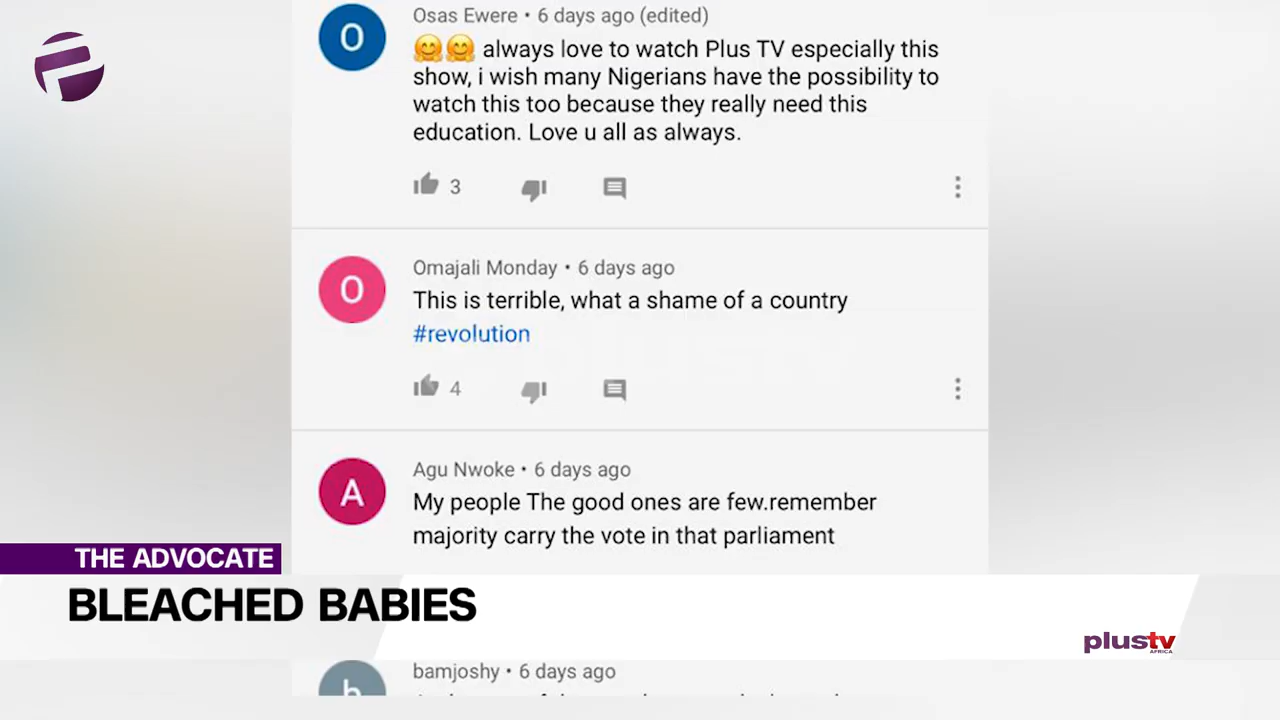 O
Osas Ewere • 6 days ago (edited)
🤗🤗 always love to watch Plus TV especially this
show, i wish many Nigerians have the possibility to
watch this too because they really need this
education. Love u all as always.
3
O
Omajali Monday • 6 days ago
This is terrible, what a shame of a country
#revolution
4
A
Agu Nwoke • 6 days ago
My people The good ones are few.remember
majority carry the vote in that parliament
THE ADVOCATE
BLEACHED BABIES
plustv
AFRICA
b
bamjoshy • 6 days ago